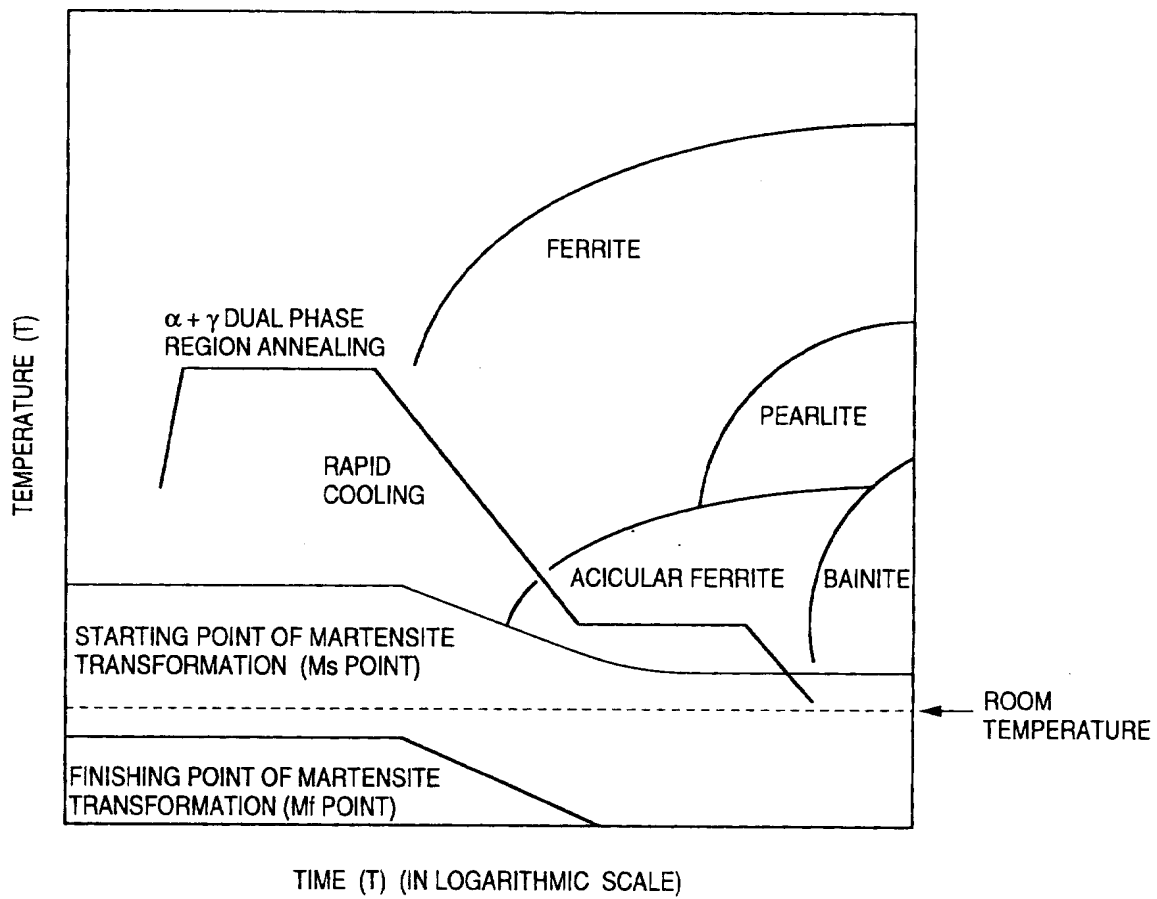 FERRITE
α + γ DUAL PHASE
REGION ANNEALING
TEMPERATURE (T)
PEARLITE
RAPID
COOLING
ACICULAR FERRITE
BAINITE
STARTING POINT OF MARTENSITE
TRANSFORMATION (Ms POINT)
ROOM
TEMPERATURE
FINISHING POINT OF MARTENSITE
TRANSFORMATION (Mf POINT)
TIME (T) (IN LOGARITHMIC SCALE)